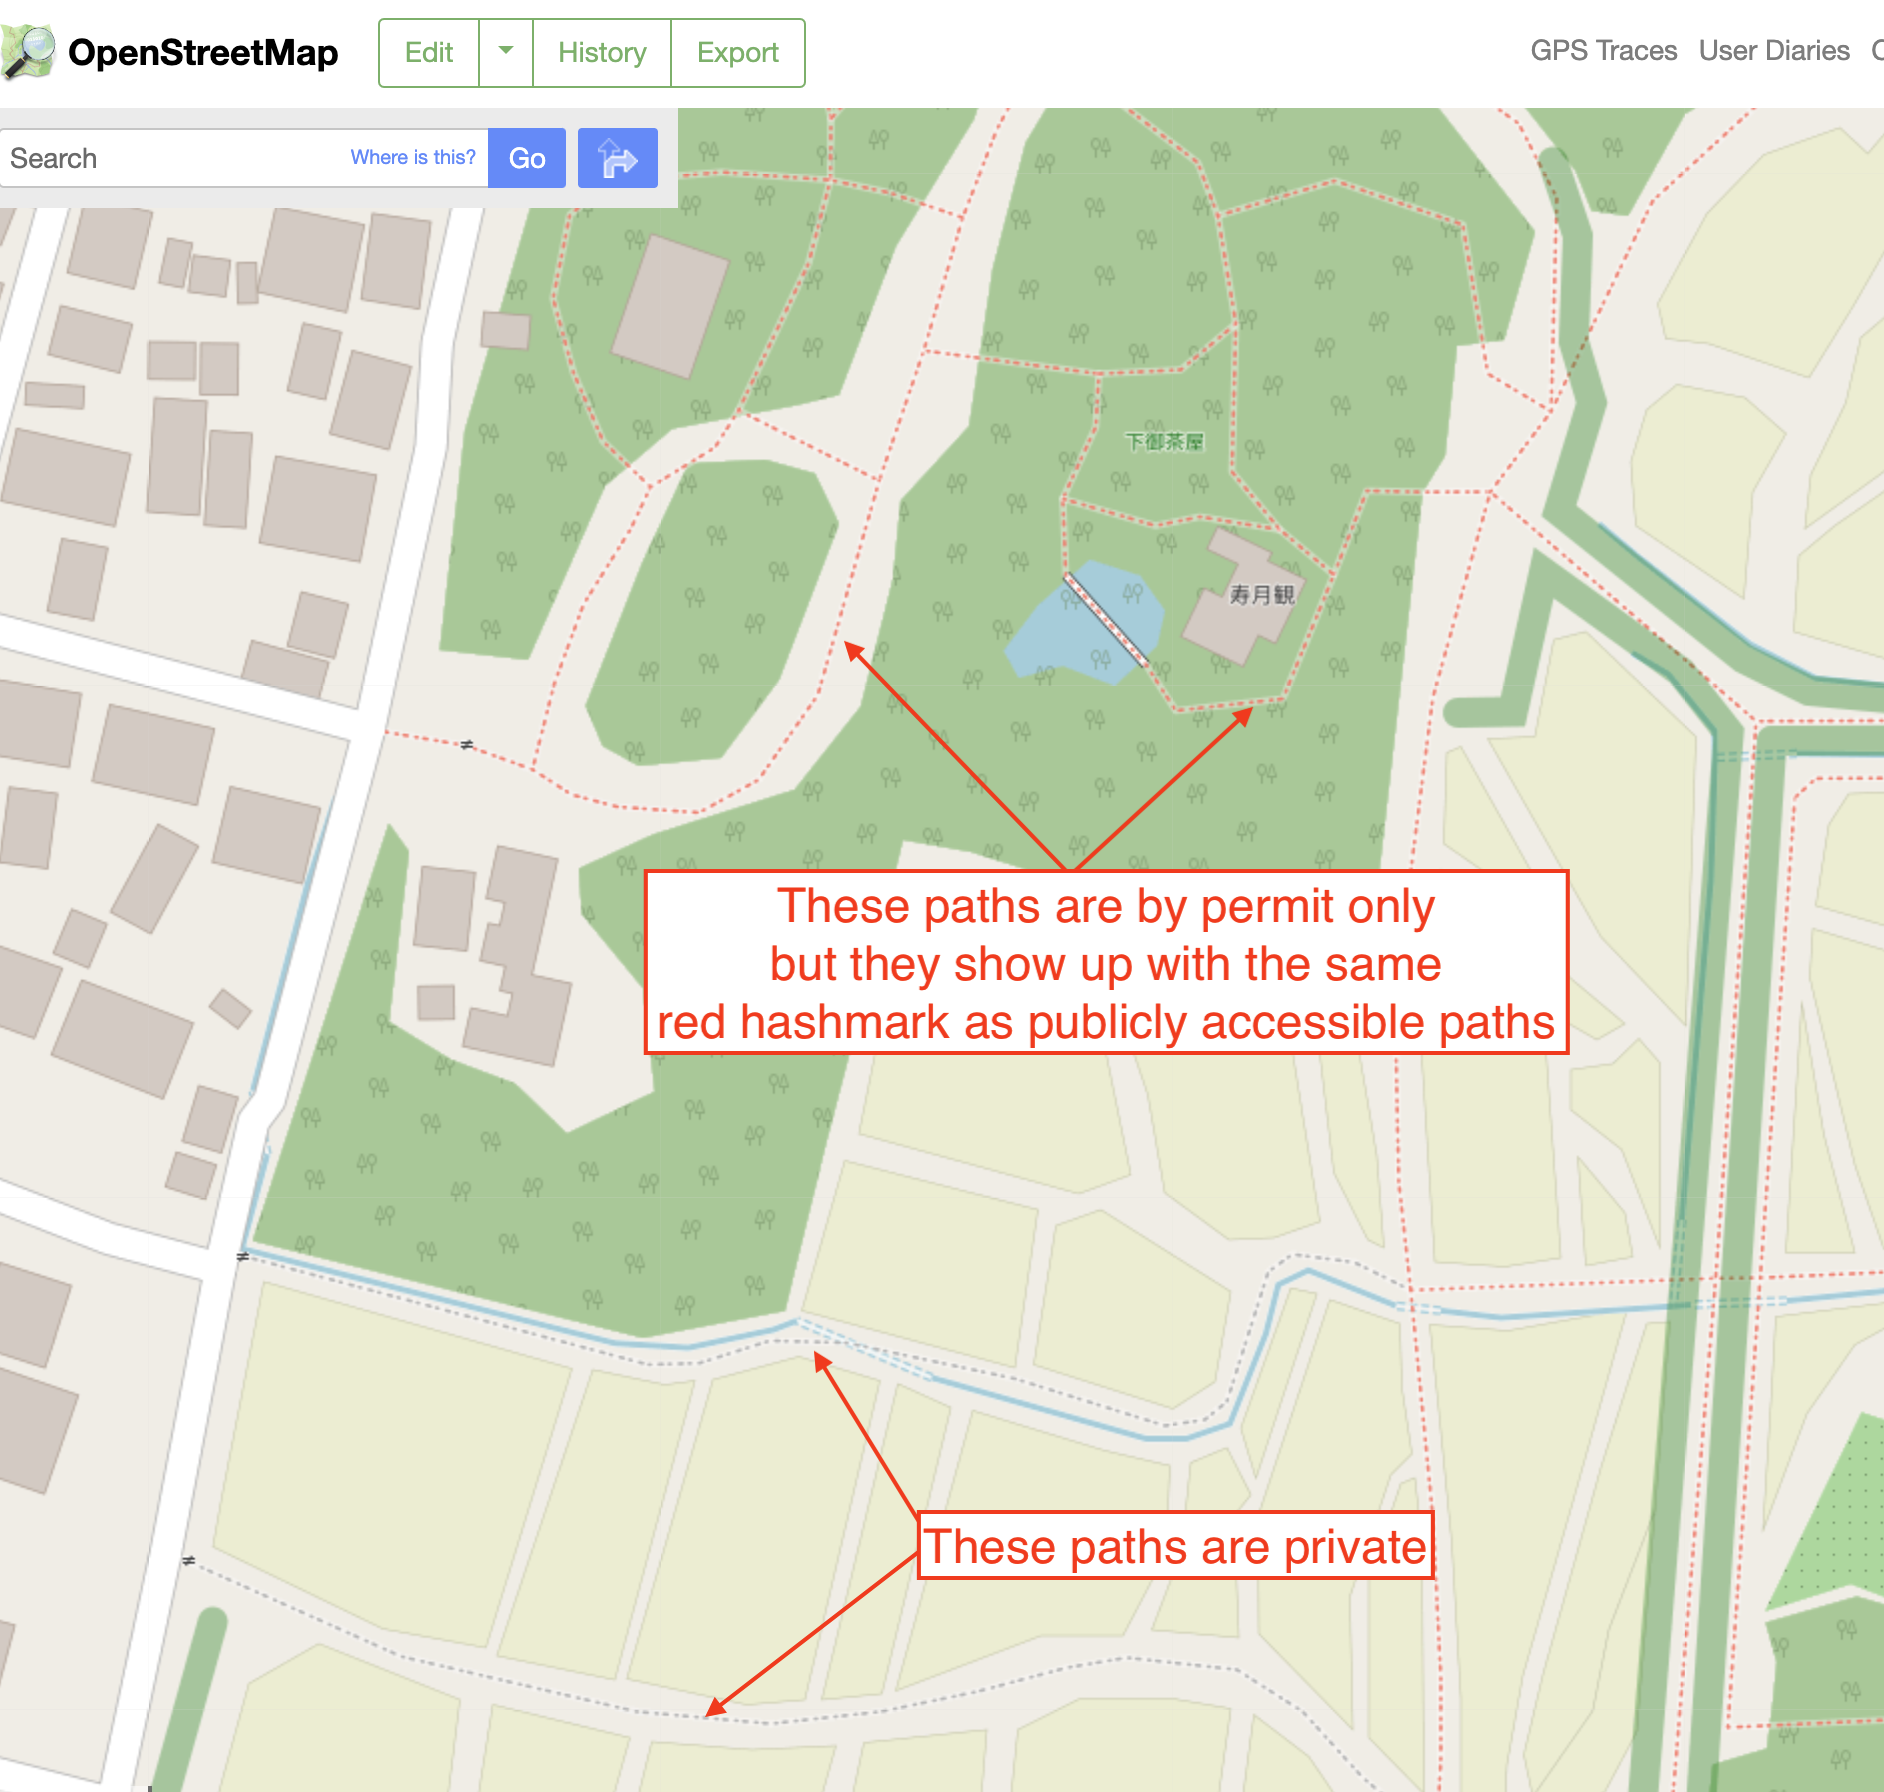 OpenStreetMap
Edit
History
Export
GPS Traces
User Diaries
Search
Where is this?
Go
下御茶屋
寿月観
These paths are by permit only
but they show up with the same
red hashmark as publicly accessible paths
These paths are private